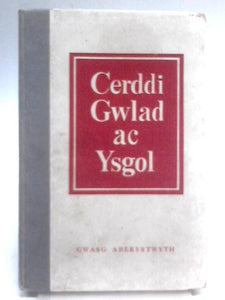 Cerddi
Gwlad
ac
Ysgol
GWASG ABERYSTWYTH